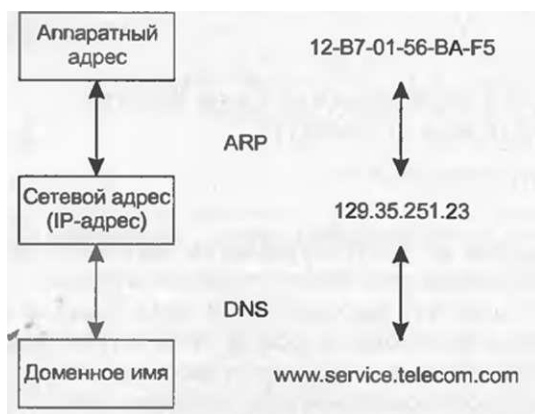 Аппаратный
адрес
12-B7-01-56-BA-F5
ARP
Сетевой адрес
(IP-адрес)
129.35.251.23
DNS
Доменное имя
www.service.telecom.com